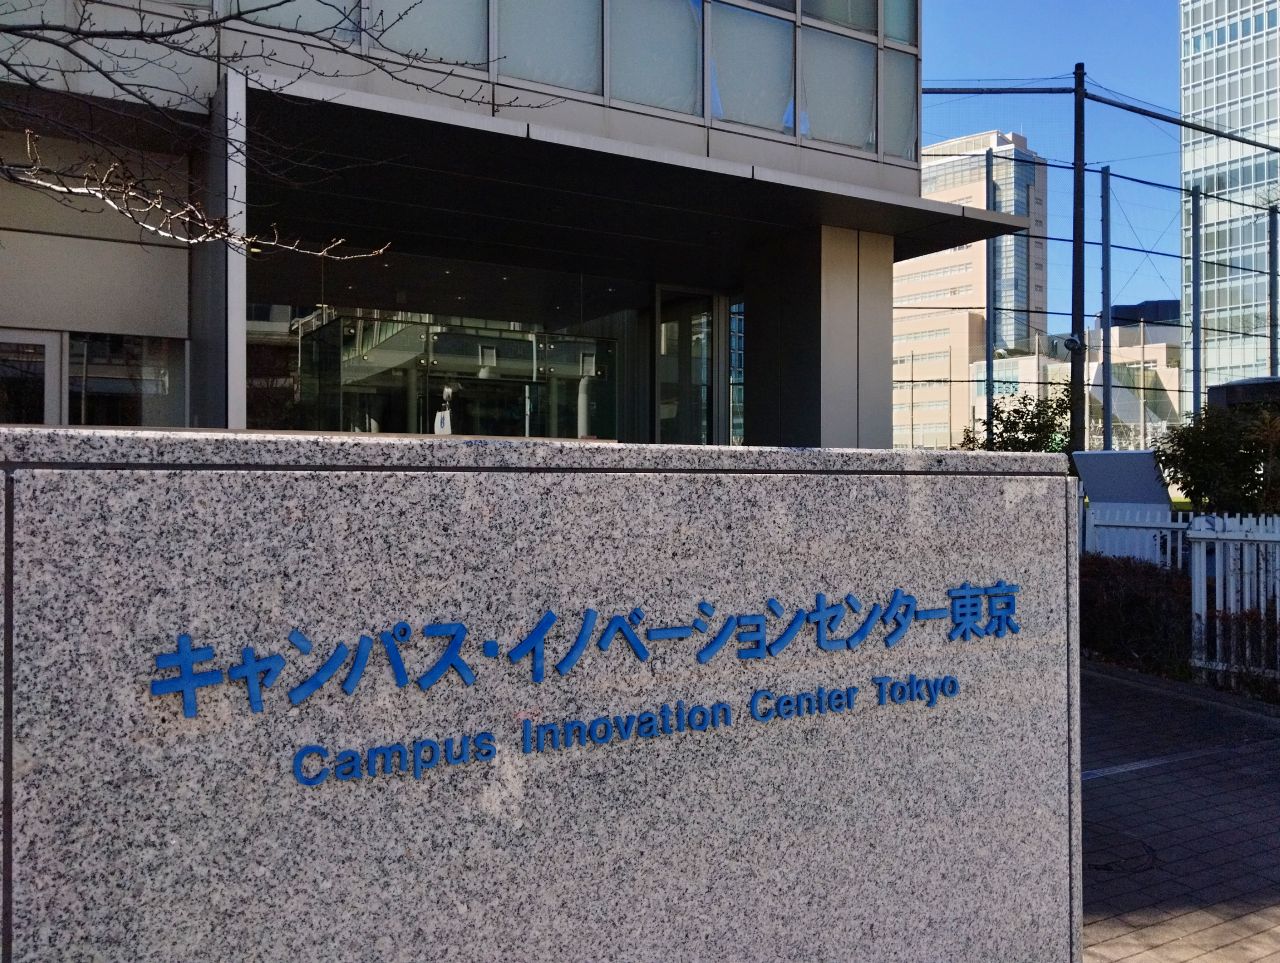 キャンパス・イノベーションセンター東京
Campus Innovation Center Tokyo